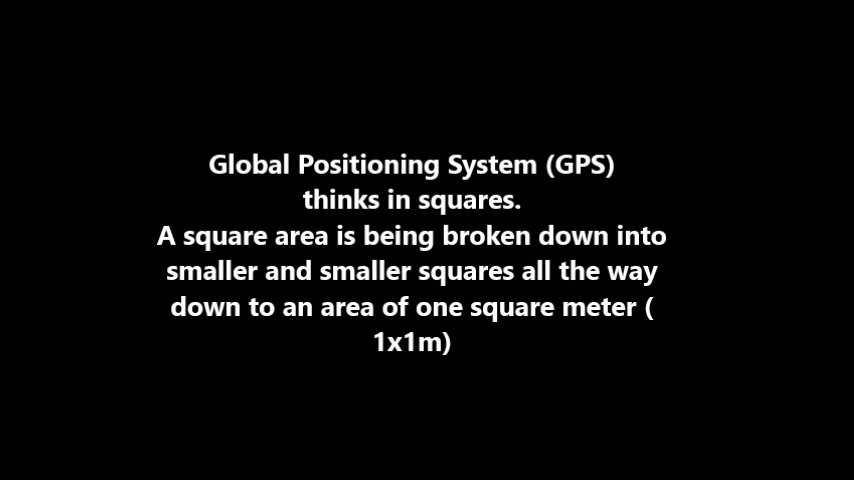 Global Positioning System (GPS)
thinks in squares.
A square area is being broken down into
smaller and smaller squares all the way
down to an area of one square meter (
1x1m)